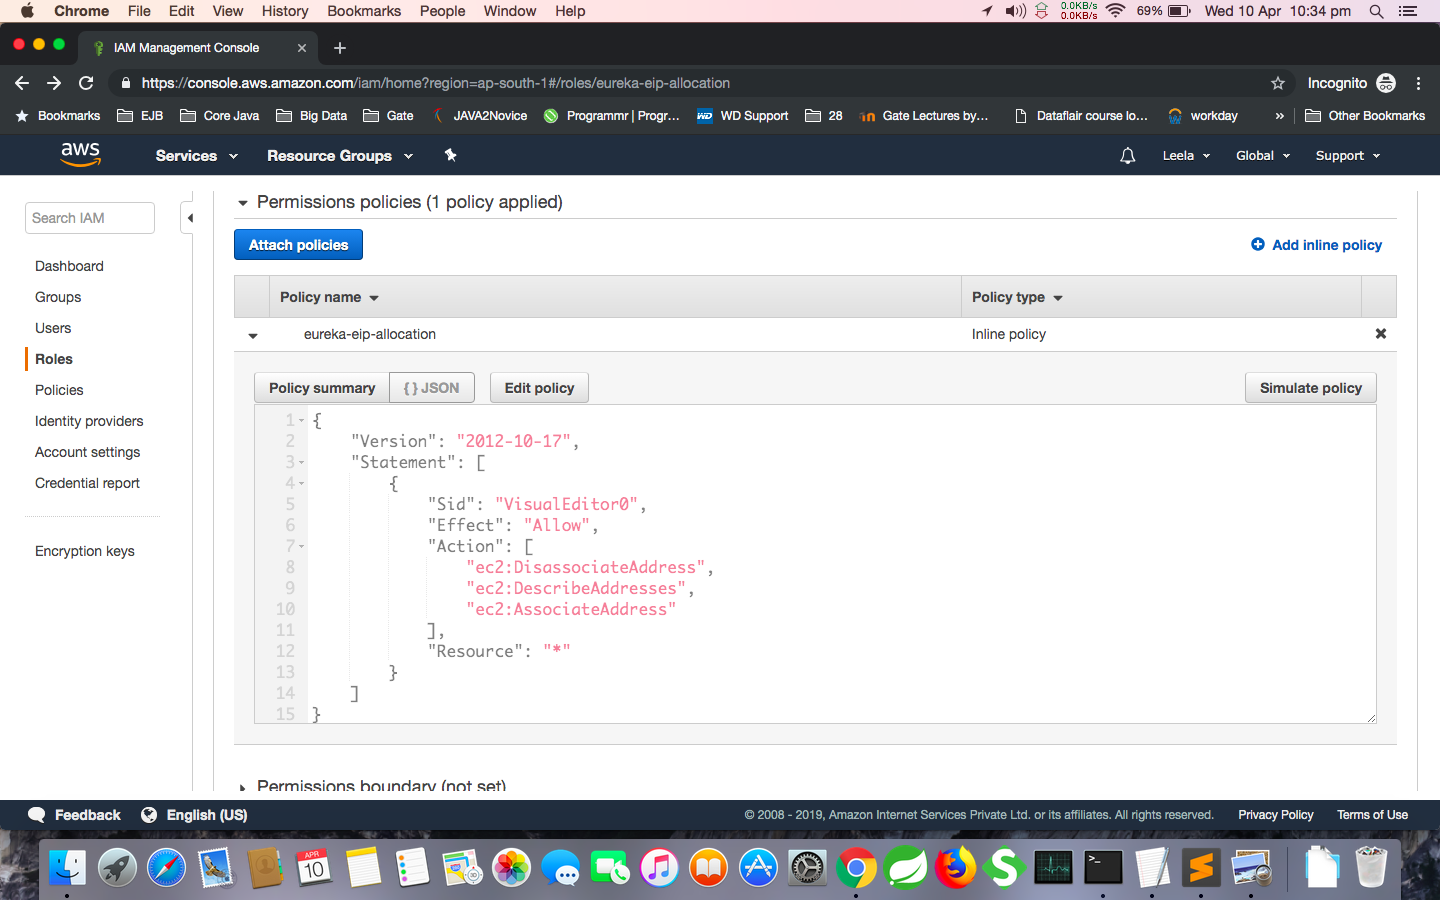 Chrome File Edit View History Bookmarks People Window Help 0.0KB/s 0.0KB/s 69% Wed 10 Apr 10:34 pm
IAM Management Console
https://console.aws.amazon.com/iam/home?region=ap-south-1#/roles/eureka-eip-allocation Incognito
Bookmarks EJB Core Java Big Data Gate JAVA2Novice Programmr | Progr... WD WD Support 28 Gate Lectures by... Dataflair course lo... workday » Other Bookmarks
aws Services Resource Groups Leela Global Support
Search IAM
Dashboard
Groups
Users
Roles
Policies
Identity providers
Account settings
Credential report
Encryption keys
Permissions policies (1 policy applied)
Attach policies Add inline policy
Policy name Policy type
eureka-eip-allocation Inline policy
Policy summary { } JSON Edit policy Simulate policy
1 {
2 "Version": "2012-10-17",
3 "Statement": [
4 {
5 "Sid": "VisualEditor0",
6 "Effect": "Allow",
7 "Action": [
8 "ec2:DisassociateAddress",
9 "ec2:DescribeAddresses",
10 "ec2:AssociateAddress"
11 ],
12 "Resource": "*"
13 }
14 ]
15 }
Permissions boundary (not set)
Feedback English (US) © 2008 - 2019, Amazon Internet Services Private Ltd. or its affiliates. All rights reserved. Privacy Policy Terms of Use
APR
10